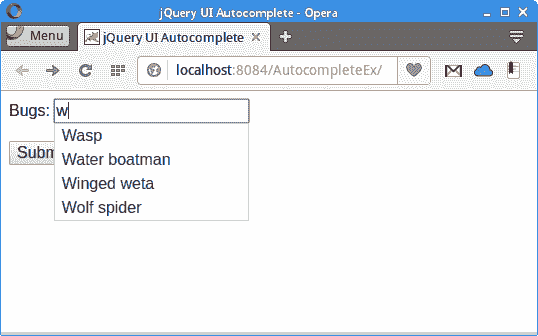 jQuery UI Autocomplete - Opera
Menu
jQuery UI Autocomplete
localhost:8084/AutocompleteEx/
Bugs: w
Wasp
Subm
Water boatman
Winged weta
Wolf spider